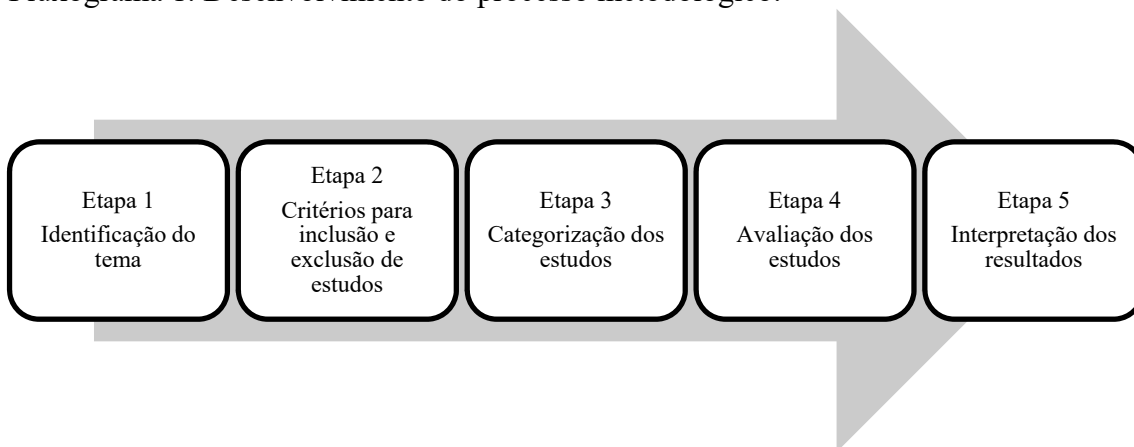 Fluxograma 1. Desenvolvimento do processo metodológico.
Etapa 1
Identificação do
tema
Etapa 2
Critérios para
inclusão e
exclusão de
estudos
Etapa 3
Categorização dos
estudos
Etapa 4
Avaliação dos
estudos
Etapa 5
Interpretação dos
resultados